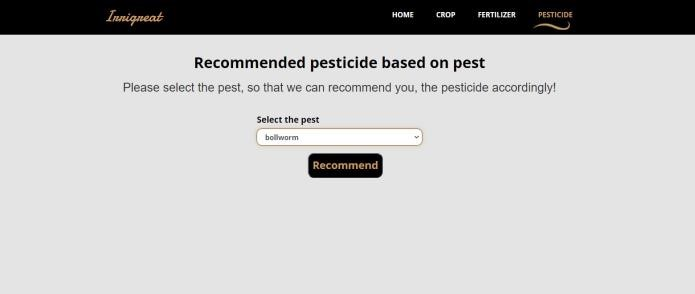 Irrigreat
HOME CROP FERTILIZER PESTICIDE
Recommended pesticide based on pest
Please select the pest, so that we can recommend you, the pesticide accordingly!
Select the pest
bollworm
Recommend